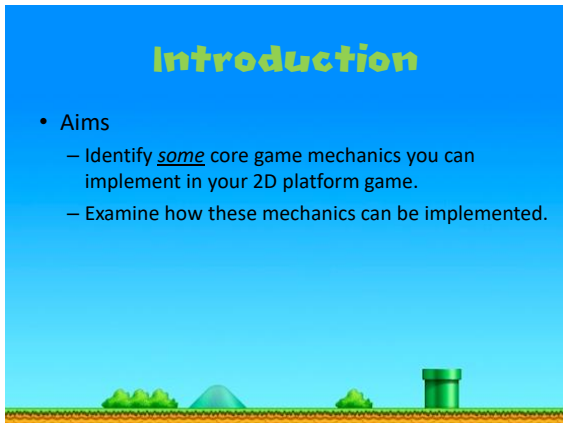 Introduction
• Aims
– Identify some core game mechanics you can
implement in your 2D platform game.
– Examine how these mechanics can be implemented.